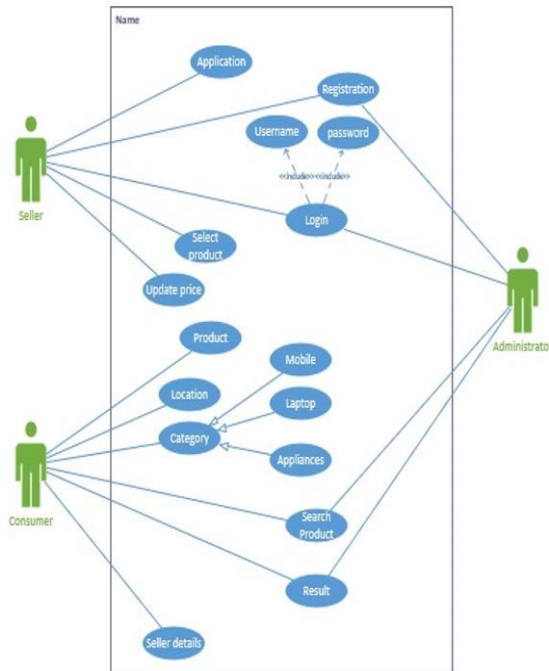 Name
Application
Registration
Username
password
<<include>>
<<include>>
Seller
Login
Select
product
Update price
Administrato
Product
Mobile
Location
Laptop
Category
Appliances
Consumer
Search
Product
Result
Seller details